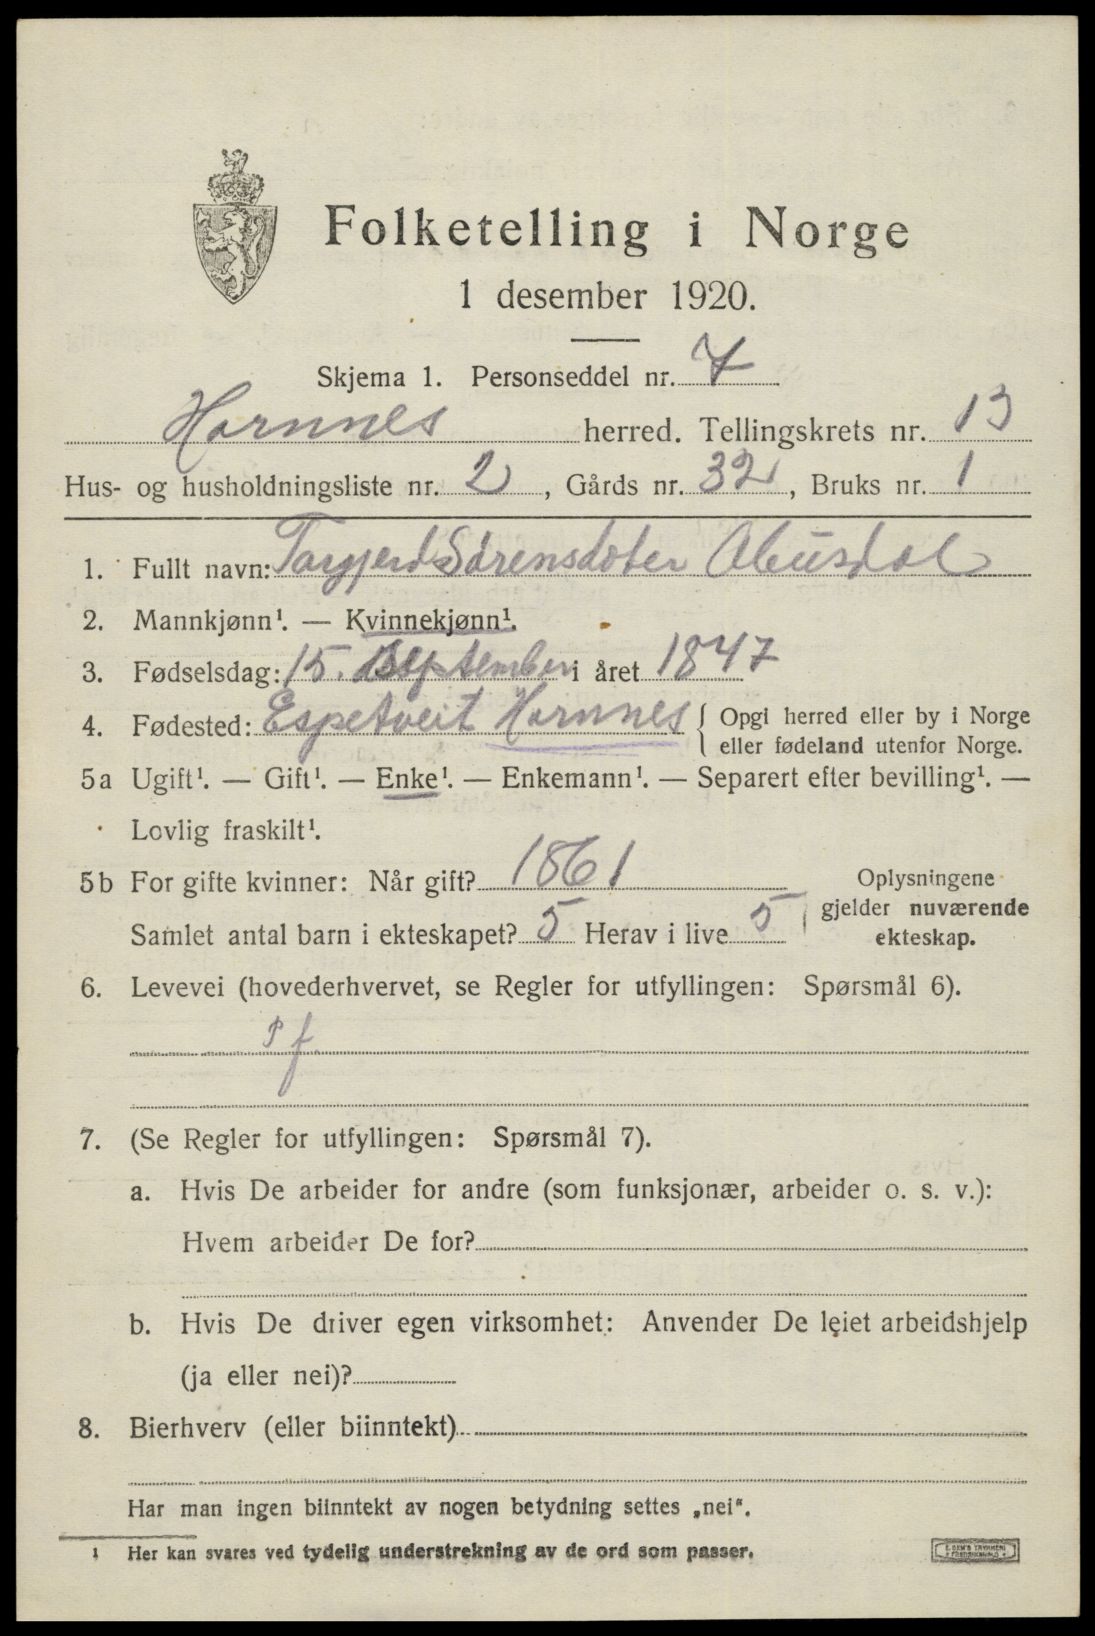 Folketelling i Norge
1 desember 1920.
Skjema 1. Personseddel nr. 7
Hornnes herred. Tellingskrets nr. 13
Hus- og husholdningsliste nr. 2, Gårds nr. 32, Bruks nr. 1
1. Fullt navn: Torgjerd Sørensdoter Abusdal
2. Mannkjønn¹. — Kvinnekjønn¹.
3. Fødselsdag: 15. September i året 1847
4. Fødested: Espetveit Hornnes { Opgi herred eller by i Norge
eller fødeland utenfor Norge.
5a Ugift¹. — Gift¹. — Enke¹. — Enkemann¹. — Separert efter bevilling¹. —
Lovlig fraskilt¹.
5b For gifte kvinner: Når gift? 1861
Samlet antal barn i ekteskapet? 5 Herav i live 5
Oplysningene
gjelder nuværende
ekteskap.
6. Levevei (hovederhvervet, se Regler for utfyllingen: Spørsmål 6).
7. (Se Regler for utfyllingen: Spørsmål 7).
a. Hvis De arbeider for andre (som funksjonær, arbeider o. s. v.):
Hvem arbeider De for?
b. Hvis De driver egen virksomhet: Anvender De leiet arbeidshjelp
(ja eller nei)?
8. Bierhverv (eller biinntekt)
Har man ingen biinntekt av nogen betydning settes „nei".
¹ Her kan svares ved tydelig understrekning av de ord som passer.